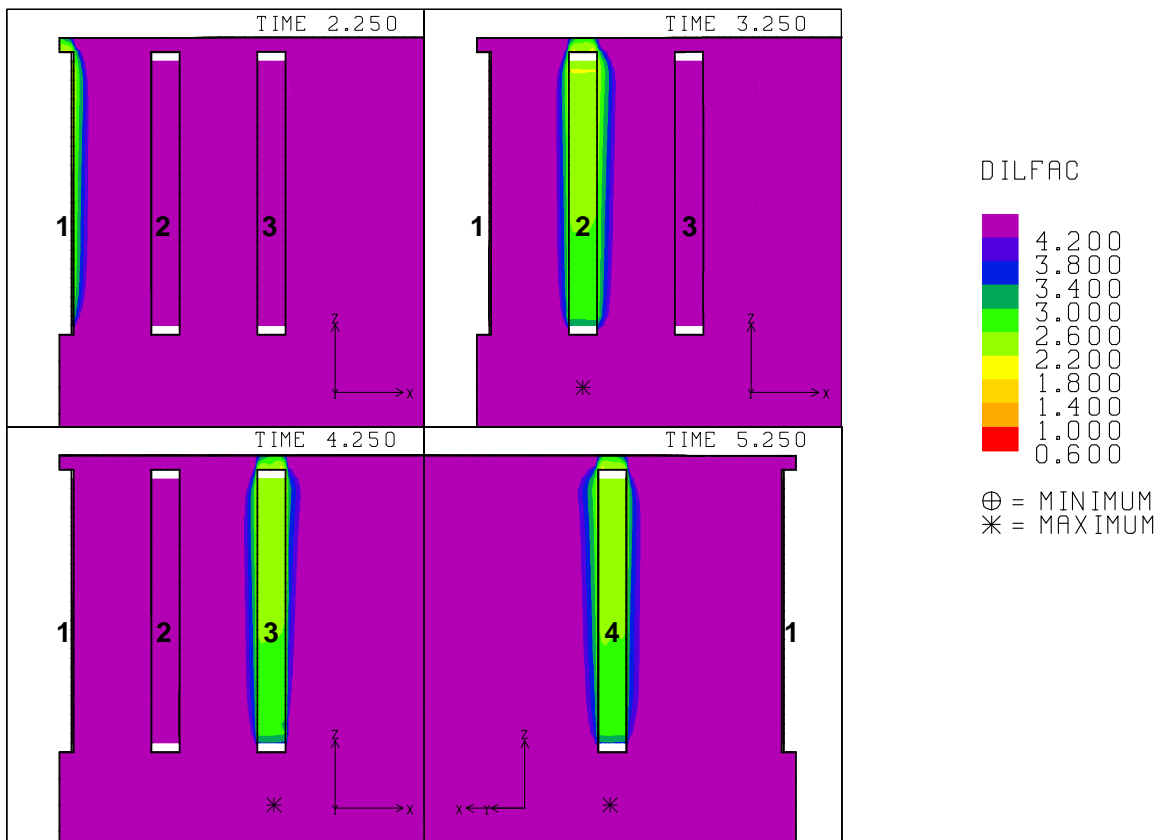 TIME 2.250
1
2
3
Z
Y
X
TIME 3.250
1
2
3
Z
Y
X
TIME 4.250
1
2
3
Z
Y
X
TIME 5.250
4
1
Z
X
Y
DILFAC
4.200
3.800
3.400
3.000
2.600
2.200
1.800
1.400
1.000
0.600
⊕ = MINIMUM
✳ = MAXIMUM